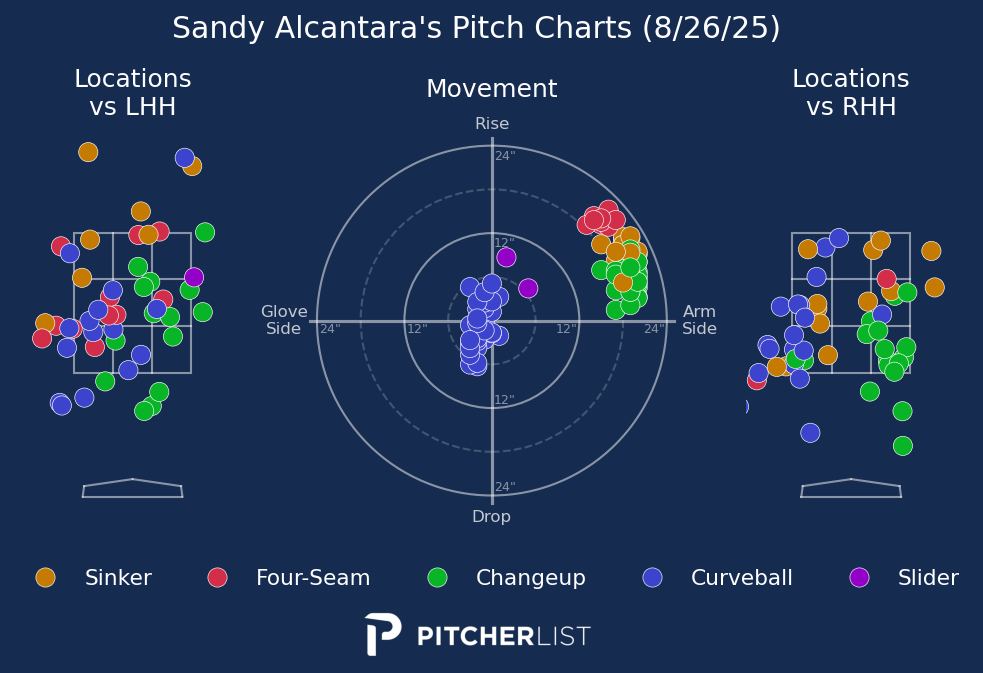 Sandy Alcantara's Pitch Charts (8/26/25)
Locations
vs LHH
Movement
Locations
vs RHH
Rise
24"
12"
Glove
Side
24"
12"
12"
24"
Arm
Side
12"
24"
Drop
Sinker
Four-Seam
Changeup
Curveball
Slider
PITCHERLIST